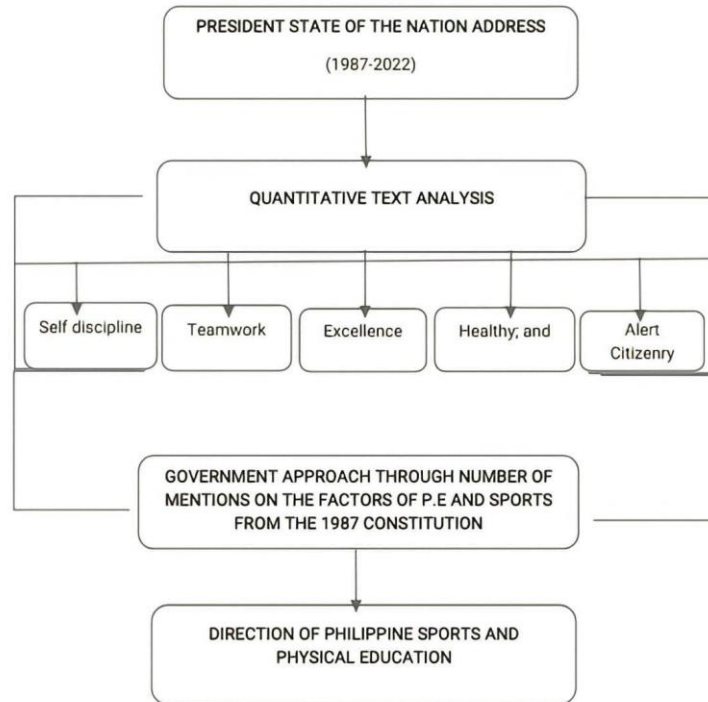 PRESIDENT STATE OF THE NATION ADDRESS
(1987-2022)
QUANTITATIVE TEXT ANALYSIS
Self discipline
Teamwork
Excellence
Healthy; and
Alert
Citizenry
GOVERNMENT APPROACH THROUGH NUMBER OF
MENTIONS ON THE FACTORS OF P.E AND SPORTS
FROM THE 1987 CONSTITUTION
DIRECTION OF PHILIPPINE SPORTS AND
PHYSICAL EDUCATION